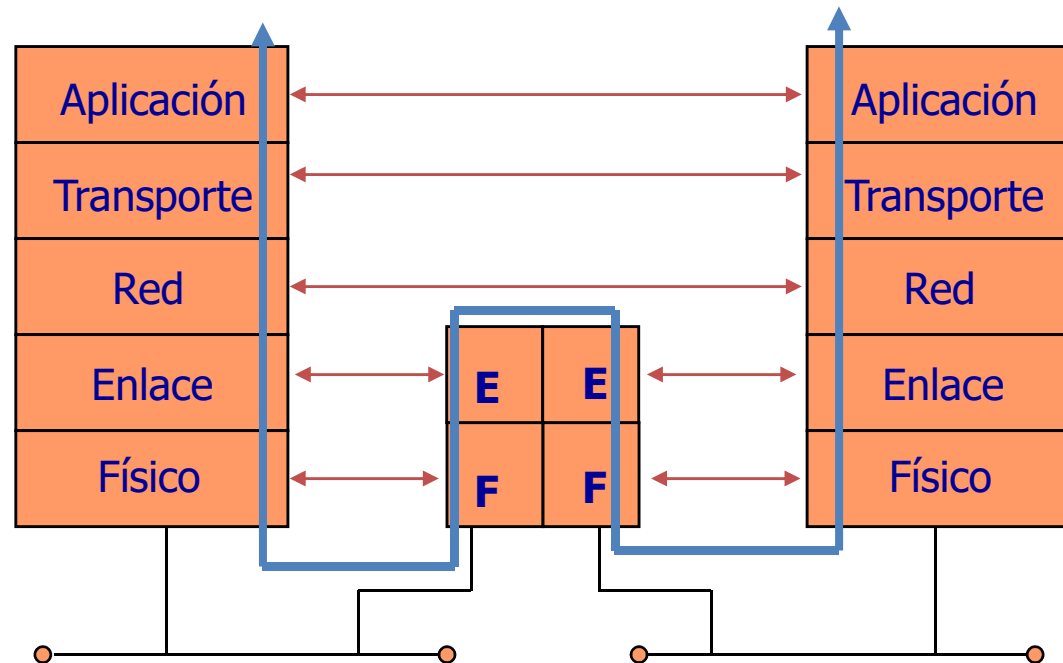 Aplicación
Transporte
Red
Enlace
Físico
E E
F F
Aplicación
Transporte
Red
Enlace
Físico